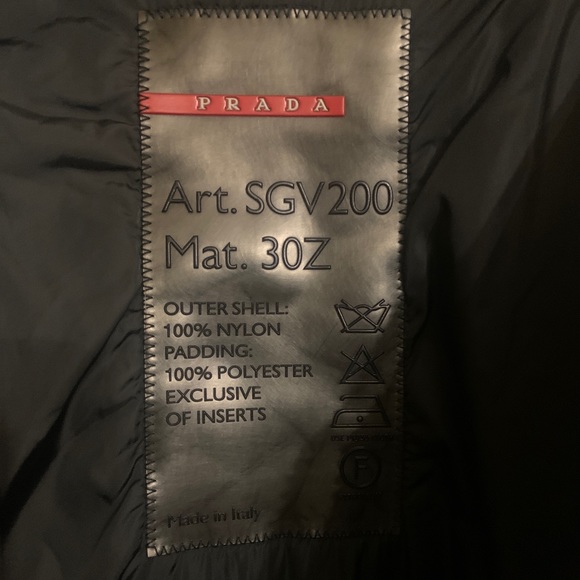 PRADA
Art. SGV200
Mat. 30Z
OUTER SHELL:
100% NYLON
PADDING:
100% POLYESTER
EXCLUSIVE
OF INSERTS
F
Made in Italy